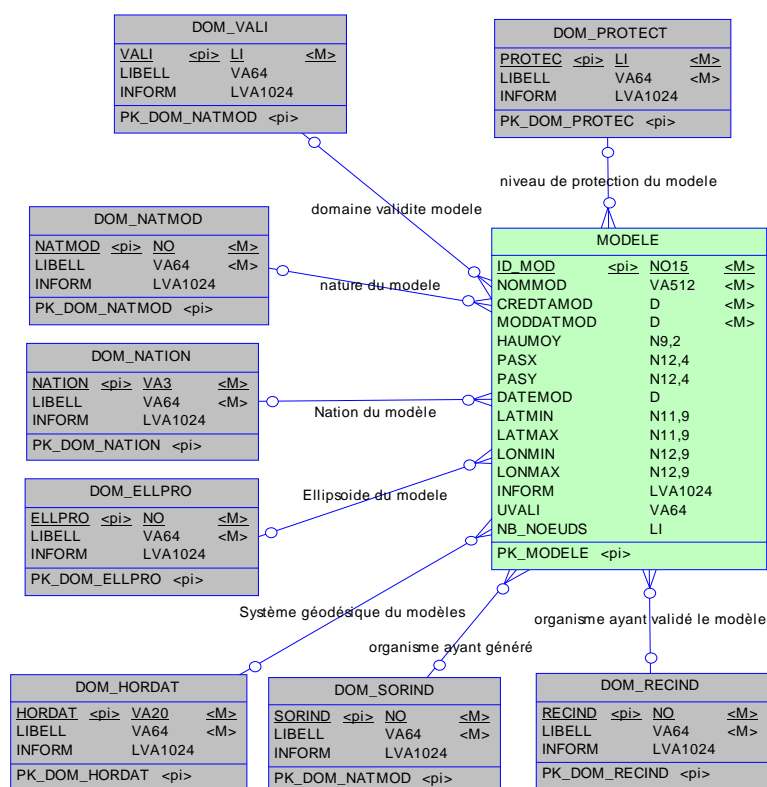 DOM_VALI
VALI <pi> LI <M>
LIBELL VA64
INFORM LVA1024
PK_DOM_NATMOD <pi>
DOM_PROTECT
PROTEC <pi> LI <M>
LIBELL VA64 <M>
INFORM LVA1024
PK_DOM_PROTEC <pi>
niveau de protection du modele
domaine validite modele
DOM_NATMOD
NATMOD <pi> NO <M>
LIBELL VA64 <M>
INFORM LVA1024
PK_DOM_NATMOD <pi>
nature du modele
MODELE
ID_MOD <pi> NO15 <M>
NOMMOD VA512 <M>
CREDTAMOD D <M>
MODDATMOD D <M>
HAUMOY N9,2
PASX N12,4
PASY N12,4
DATEMOD D
LATMIN N11,9
LATMAX N11,9
LONMIN N12,9
LONMAX N12,9
INFORM LVA1024
UVALI VA64
NB_NOEUDS LI
PK_MODELE <pi>
DOM_NATION
NATION <pi> VA3 <M>
LIBELL VA64 <M>
INFORM LVA1024
PK_DOM_NATION <pi>
Nation du modèle
DOM_ELLPRO
ELLPRO <pi> NO <M>
LIBELL VA64 <M>
INFORM LVA1024
PK_DOM_ELLPRO <pi>
Ellipsoide du modele
Système géodésique du modèles
organisme ayant généré
organisme ayant validé le modèle
DOM_HORDAT
HORDAT <pi> VA20 <M>
LIBELL VA64 <M>
INFORM LVA1024
PK_DOM_HORDAT <pi>
DOM_SORIND
SORIND <pi> NO <M>
LIBELL VA64 <M>
INFORM LVA1024
PK_DOM_NATMOD <pi>
DOM_RECIND
RECIND <pi> NO <M>
LIBELL VA64 <M>
INFORM LVA1024
PK_DOM_RECIND <pi>